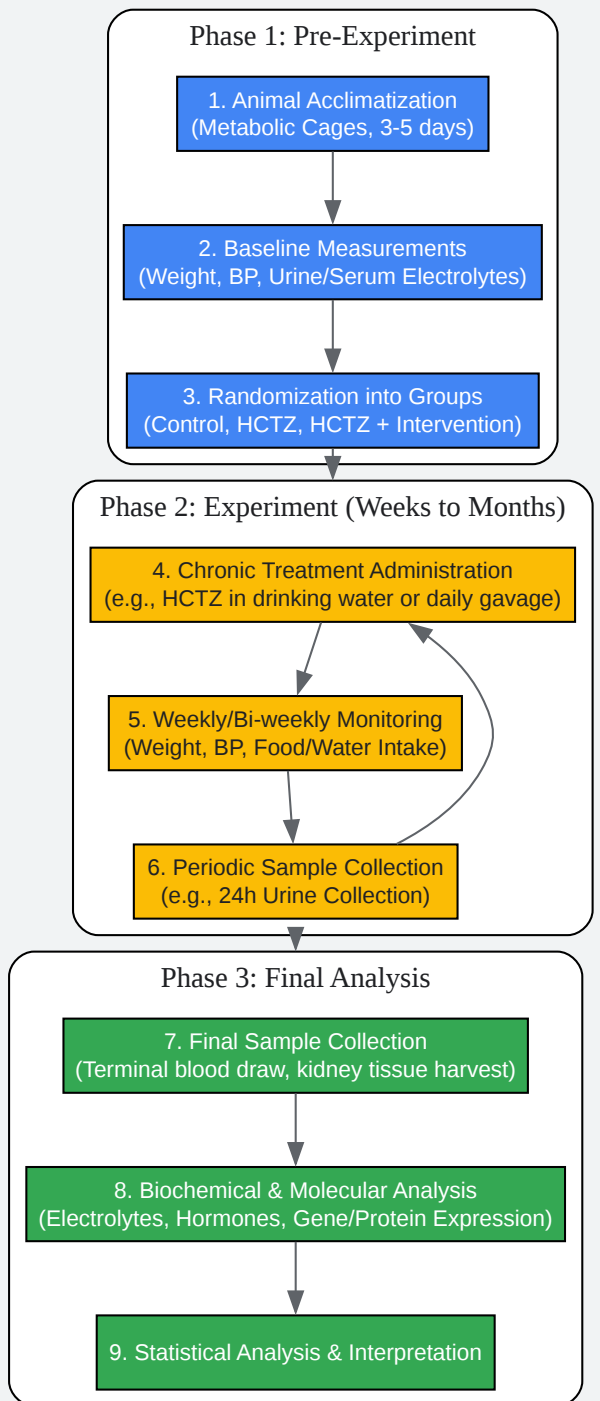 Phase 1: Pre-Experiment
1. Animal Acclimatization
(Metabolic Cages, 3-5 days)
2. Baseline Measurements
(Weight, BP, Urine/Serum Electrolytes)
3. Randomization into Groups
(Control, HCTZ, HCTZ + Intervention)
Phase 2: Experiment (Weeks to Months)
4. Chronic Treatment Administration
(e.g., HCTZ in drinking water or daily gavage)
5. Weekly/Bi-weekly Monitoring
(Weight, BP, Food/Water Intake)
6. Periodic Sample Collection
(e.g., 24h Urine Collection)
Phase 3: Final Analysis
7. Final Sample Collection
(Terminal blood draw, kidney tissue harvest)
8. Biochemical & Molecular Analysis
(Electrolytes, Hormones, Gene/Protein Expression)
9. Statistical Analysis & Interpretation